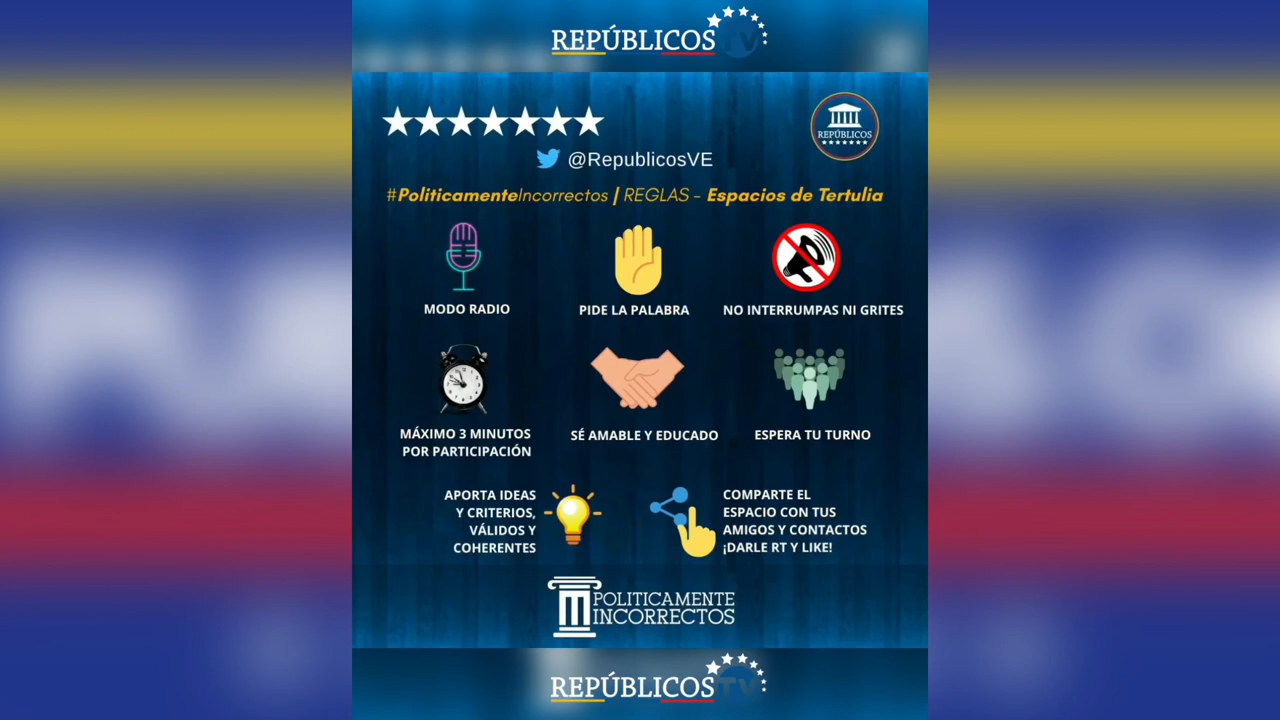 REPÚBLICOS TV
REPÚBLICOS
@RepublicosVE
#PoliticamenteIncorrectos | REGLAS - Espacios de Tertulia
MODO RADIO
PIDE LA PALABRA
NO INTERRUMPAS NI GRITES
MÁXIMO 3 MINUTOS
POR PARTICIPACIÓN
SÉ AMABLE Y EDUCADO
ESPERA TU TURNO
APORTA IDEAS
Y CRITERIOS,
VÁLIDOS Y
COHERENTES
COMPARTE EL
ESPACIO CON TUS
AMIGOS Y CONTACTOS
¡DARLE RT Y LIKE!
POLITICAMENTE
INCORRECTOS
REPÚBLICOS TV